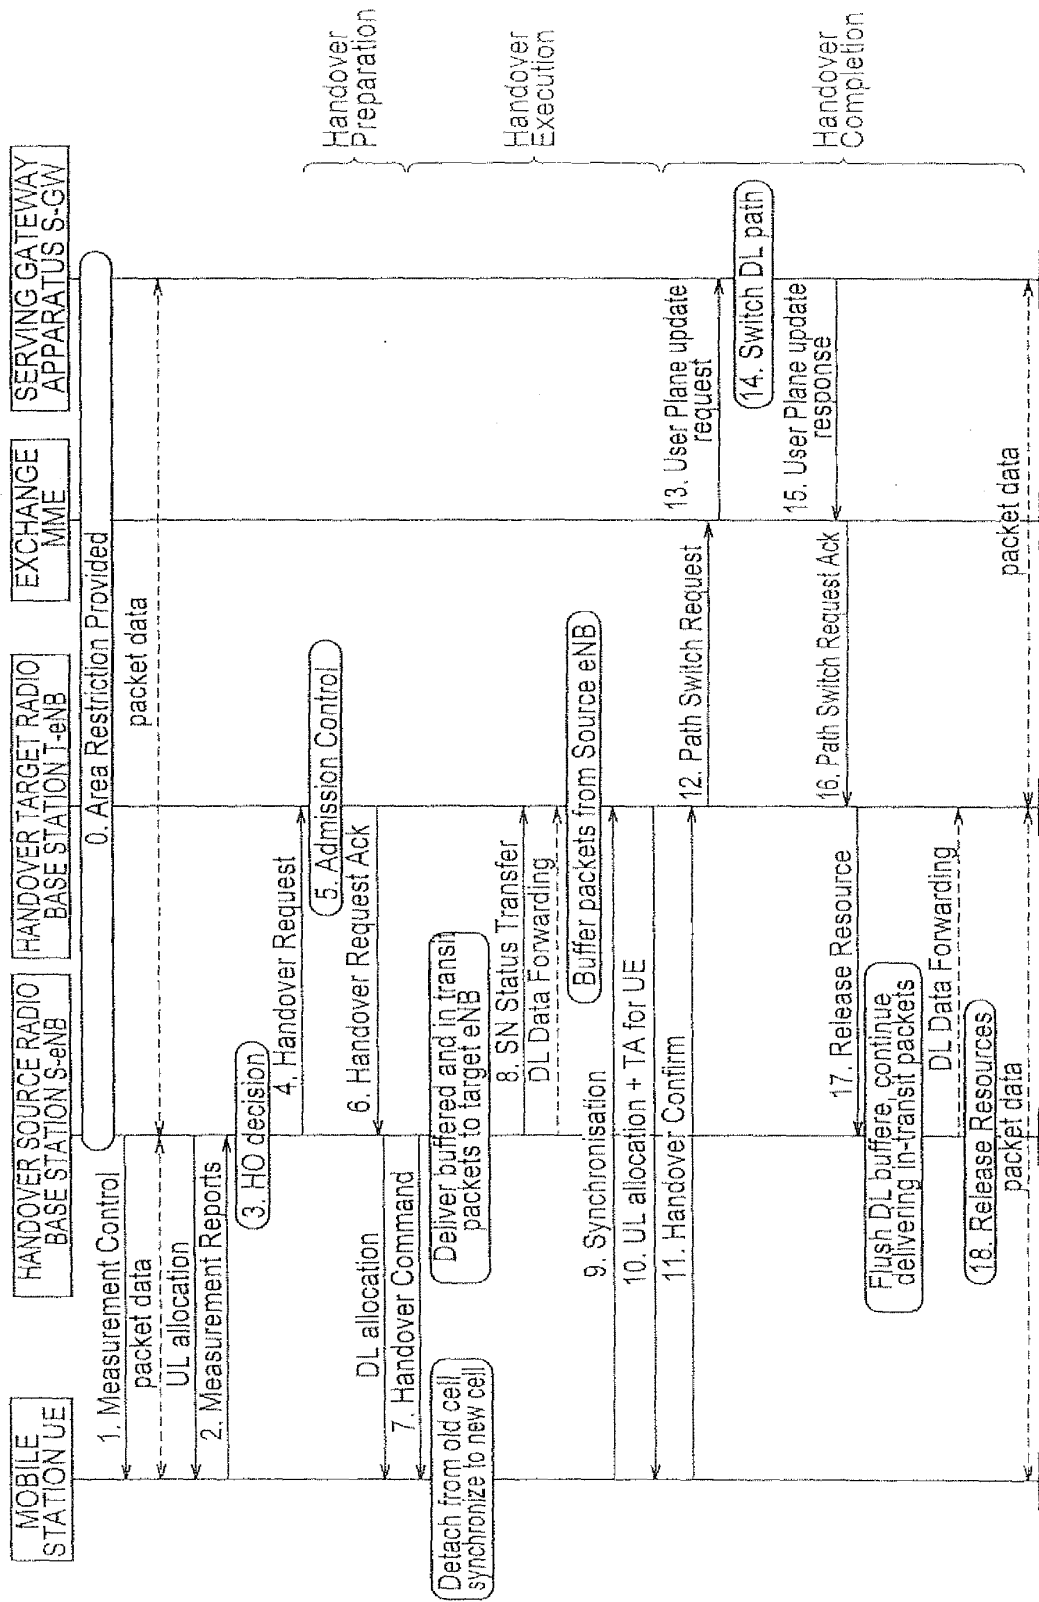 MOBILE
STATION UE
HANDOVER SOURCE RADIO
BASE STATION S-eNB
HANDOVER TARGET RADIO
BASE STATION T-eNB
EXCHANGE
MME
SERVING GATEWAY
APPARATUS S-GW
0. Area Restriction Provided
1. Measurement Control
packet data
packet data
UL allocation
2. Measurement Reports
3. HO decision
4. Handover Request
5. Admission Control
6. Handover Request Ack
Handover
Preparation
DL allocation
7. Handover Command
Detach from old cell,
synchronize to new cell
Deliver buffered and in transit
packets to target eNB
8. SN Status Transfer
DL Data Forwarding
Buffer packets from Source eNB
Handover
Execution
9. Synchronisation
10. UL allocation + TA for UE
11. Handover Confirm
12. Path Switch Request
13. User Plane update
request
14. Switch DL path
15. User Plane update
response
16. Path Switch Request Ack
17. Release Resource
Handover
Completion
Flush DL buffere, continue
delivering in-transit packets
DL Data Forwarding
18. Release Resources
packet data
packet data